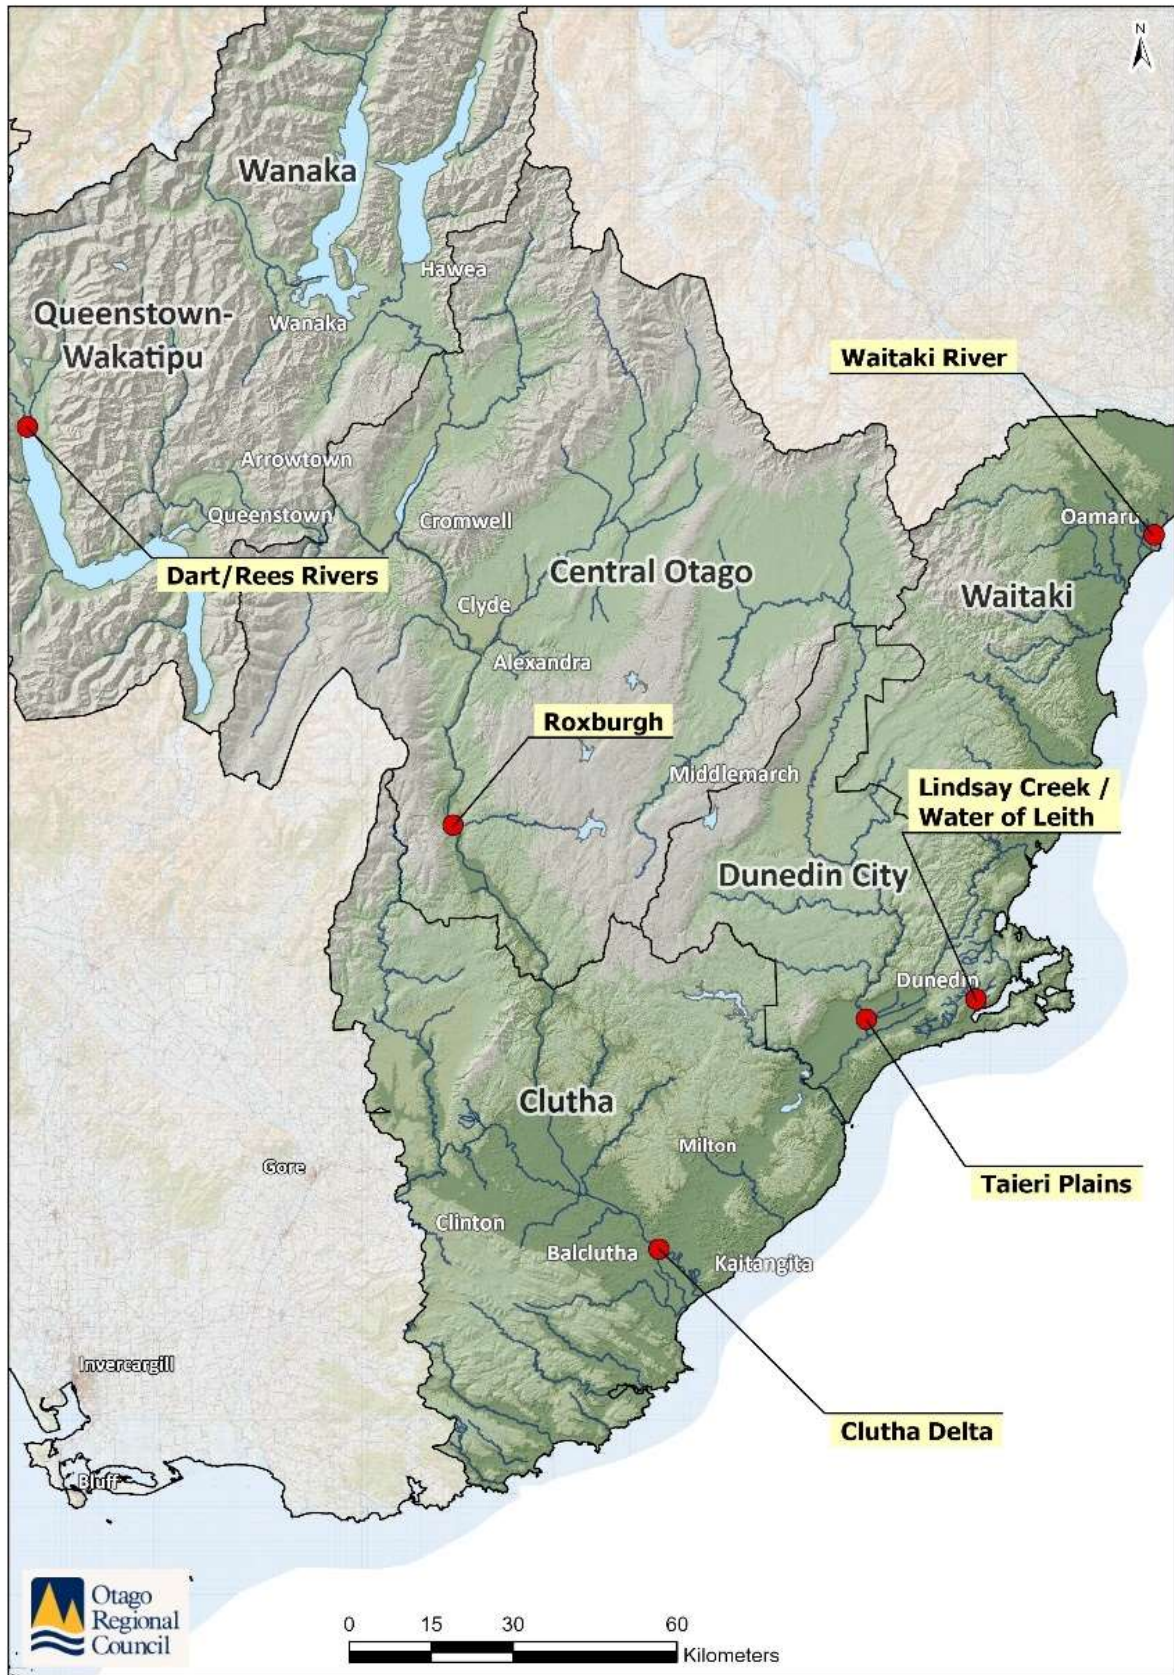 N
Wanaka
Hawea
Queenstown-
Wakatipu
Wanaka
Waitaki River
Arrowtown
Queenstown
Cromwell
Oamaru
Dart/Rees Rivers
Central Otago
Waitaki
Clyde
Alexandra
Roxburgh
Middlemarch
Lindsay Creek /
Water of Leith
Dunedin City
Dunedin
Clutha
Milton
Gore
Taieri Plains
Clinton
Balclutha
Kaitangita
Invercargill
Clutha Delta
Bluff
Otago
Regional
Council
0 15 30 60
Kilometers